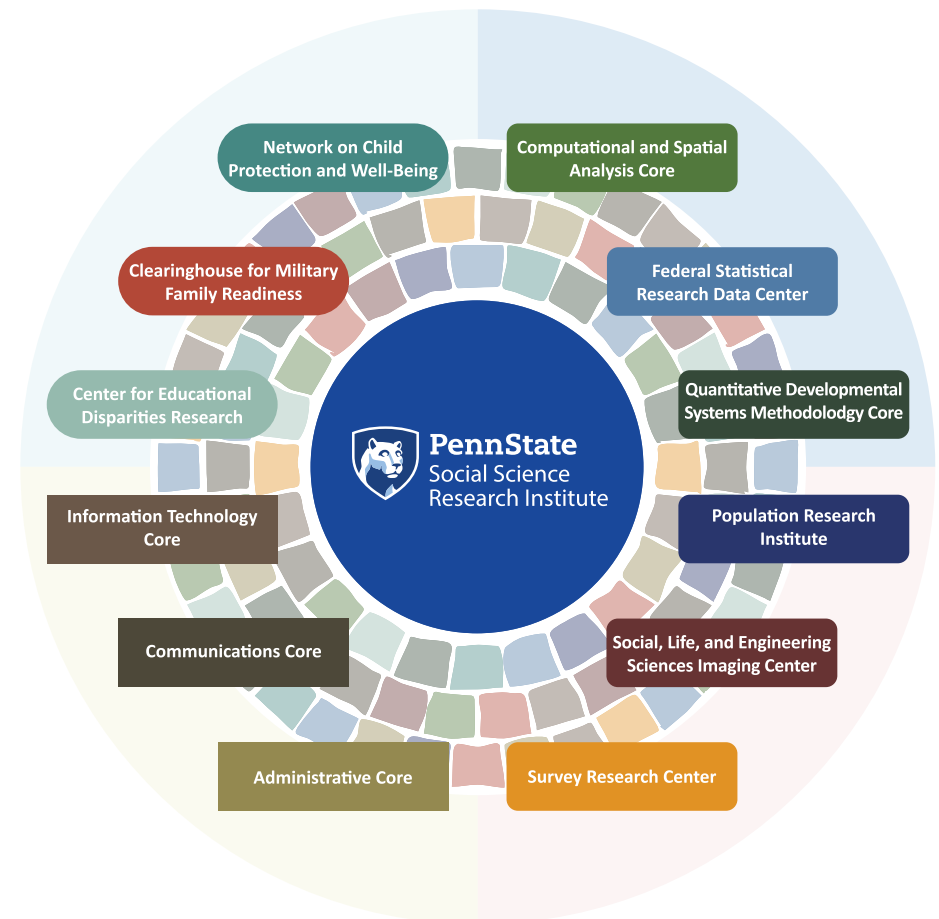 Network on Child
Protection and Well-Being
Computational and Spatial
Analysis Core
Clearinghouse for Military
Family Readiness
Federal Statistical
Research Data Center
Center for Educational
Disparities Research
Quantitative Developmental
Systems Methodolodgy Core
PennState
Social Science
Research Institute
Information Technology
Core
Population Research
Institute
Communications Core
Social, Life, and Engineering
Sciences Imaging Center
Administrative Core
Survey Research Center